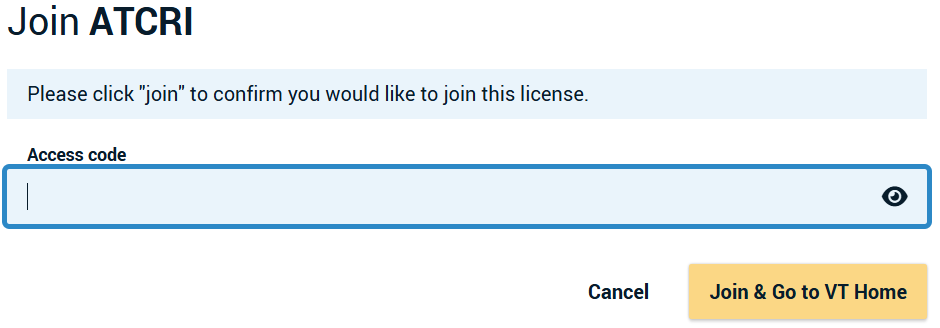 Join ATCRI
Please click "join" to confirm you would like to join this license.
Access code
Cancel
Join & Go to VT Home